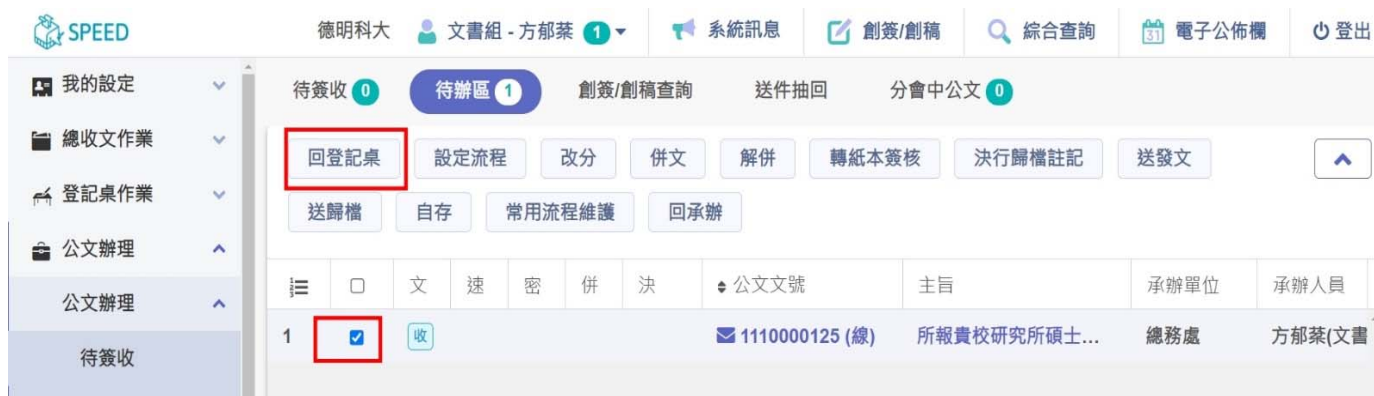 SPEED 德明科大 文書組 - 方郁棻 1 系統訊息 創簽/創稿 綜合查詢 31 電子公佈欄 登出
我的設定 待簽收 0 待辦區 1 創簽/創稿查詢 送件抽回 分會中公文 0
總收文作業 回登記桌 設定流程 改分 併文 解併 轉紙本簽核 決行歸檔註記 送發文
登記桌作業 送歸檔 自存 常用流程維護 回承辦
公文辦理
公文辦理 文 速 密 併 決 公文文號 主旨 承辦單位 承辦人員
待簽收 1 收 1110000125 (線) 所報貴校研究所碩士... 總務處 方郁棻(文書